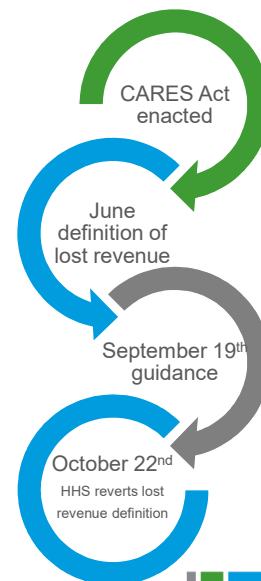 CARES Act
enacted
June
definition of
lost revenue
September 19th
guidance
October 22nd
HHS reverts lost
revenue definition